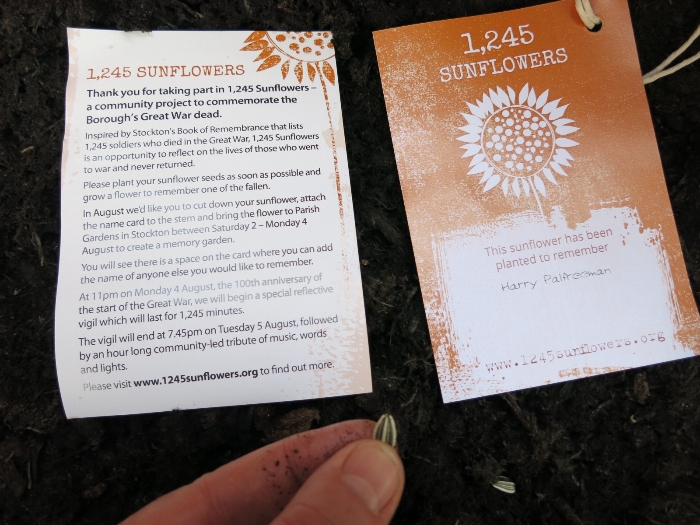 1,245 SUNFLOWERS
Thank you for taking part in 1,245 Sunflowers –
a community project to commemorate the
Borough's Great War dead.
Inspired by Stockton's Book of Remembrance that lists
1,245 soldiers who died in the Great War, 1,245 Sunflowers
is an opportunity to reflect on the lives of those who went
to war and never returned.
Please plant your sunflower seeds as soon as possible and
grow a flower to remember one of the fallen.
In August we'd like you to cut down your sunflower, attach
the name card to the stem and bring the flower to Parish
Gardens in Stockton between Saturday 2 – Monday 4
August to create a memory garden.
You will see there is a space on the card where you can add
the name of anyone else you would like to remember.
At 11pm on Monday 4 August, the 100th anniversary of
the start of the Great War, we will begin a special reflective
vigil which will last for 1,245 minutes.
The vigil will end at 7.45pm on Tuesday 5 August, followed
by an hour long community-led tribute of music, words
and lights.
Please visit www.1245sunflowers.org to find out more.
1,245
SUNFLOWERS
This sunflower has been
planted to remember
Harry Palfreeman
www.1245sunflowers.org